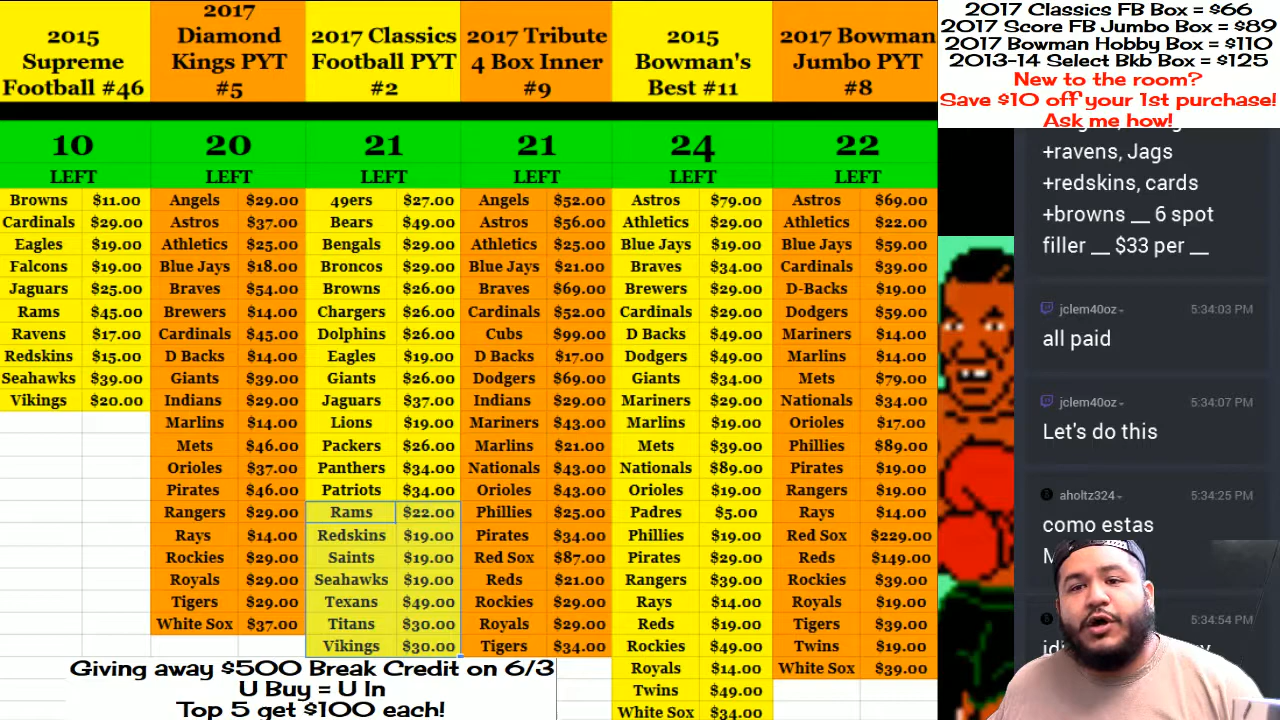 2015 Supreme Football #46
10
LEFT
Browns $11.00
Cardinals $29.00
Eagles $19.00
Falcons $19.00
Jaguars $25.00
Rams $45.00
Ravens $17.00
Redskins $15.00
Seahawks $39.00
Vikings $20.00
2017 Diamond Kings PYT #5
20
LEFT
Angels $29.00
Astros $37.00
Athletics $25.00
Blue Jays $18.00
Braves $54.00
Brewers $14.00
Cardinals $45.00
D Backs $14.00
Giants $39.00
Indians $29.00
Marlins $14.00
Mets $46.00
Orioles $37.00
Pirates $46.00
Rangers $29.00
Rays $14.00
Rockies $29.00
Royals $29.00
Tigers $29.00
White Sox $37.00
2017 Classics Football PYT #2
21
LEFT
49ers $27.00
Bears $49.00
Bengals $29.00
Broncos $29.00
Browns $26.00
Chargers $26.00
Dolphins $26.00
Eagles $19.00
Giants $26.00
Jaguars $37.00
Lions $19.00
Packers $26.00
Panthers $34.00
Patriots $34.00
Rams $22.00
Redskins $19.00
Saints $19.00
Seahawks $19.00
Texans $49.00
Titans $30.00
Vikings $30.00
2017 Tribute 4 Box Inner #9
21
LEFT
Angels $52.00
Astros $56.00
Athletics $25.00
Blue Jays $21.00
Braves $69.00
Cardinals $52.00
Cubs $99.00
D Backs $17.00
Dodgers $69.00
Indians $29.00
Mariners $43.00
Marlins $21.00
Nationals $43.00
Orioles $43.00
Phillies $25.00
Pirates $34.00
Red Sox $87.00
Reds $21.00
Rockies $29.00
Royals $29.00
Tigers $34.00
2015 Bowman's Best #11
24
LEFT
Astros $79.00
Athletics $29.00
Blue Jays $19.00
Braves $34.00
Brewers $29.00
Cardinals $29.00
D Backs $49.00
Dodgers $49.00
Giants $34.00
Mariners $29.00
Marlins $19.00
Mets $39.00
Nationals $89.00
Orioles $19.00
Padres $5.00
Phillies $19.00
Pirates $29.00
Rangers $39.00
Rays $14.00
Reds $19.00
Rockies $49.00
Royals $14.00
Twins $49.00
White Sox $34.00
2017 Bowman Jumbo PYT #8
22
LEFT
Astros $69.00
Athletics $22.00
Blue Jays $59.00
Cardinals $39.00
D-Backs $19.00
Dodgers $59.00
Mariners $14.00
Marlins $14.00
Mets $79.00
Nationals $34.00
Orioles $17.00
Phillies $89.00
Pirates $19.00
Rangers $19.00
Rays $14.00
Red Sox $229.00
Reds $149.00
Rockies $39.00
Royals $19.00
Tigers $39.00
Twins $19.00
White Sox $39.00
Giving away $500 Break Credit on 6/3
U Buy = U In
Top 5 get $100 each!
2017 Classics FB Box = $66
2017 Score FB Jumbo Box = $89
2017 Bowman Hobby Box = $110
2013-14 Select Bkb Box = $125
New to the room?
Save $10 off your 1st purchase!
Ask me how!
+ravens, Jags
+redskins, cards
+browns __ 6 spot
filler __ $33 per __
jclem40oz 5:34:03 PM
all paid
jclem40oz 5:34:07 PM
Let's do this
aholtz324 5:34:25 PM
como estas
5:34:54 PM